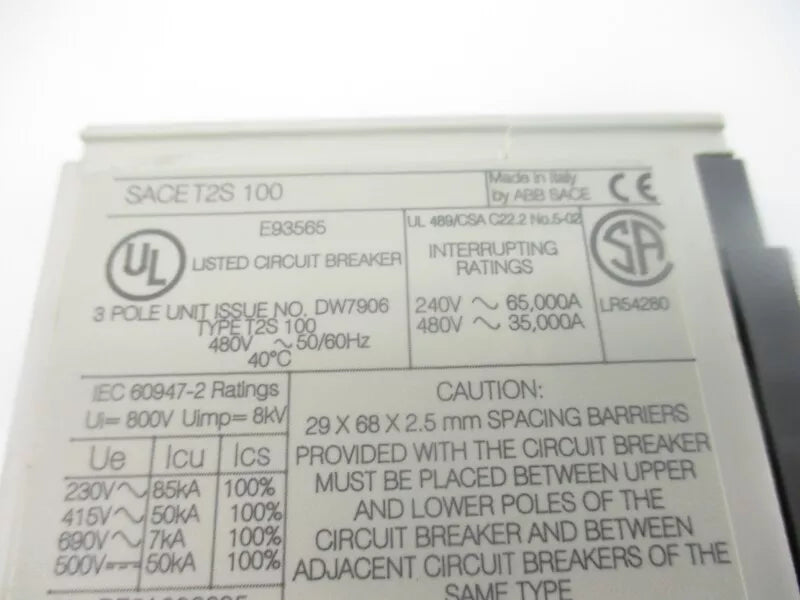 SACE T2S 100
Made in Italy
by ABB SACE
CE
UL
E93565
LISTED CIRCUIT BREAKER
3 POLE UNIT ISSUE NO. DW7906
TYPE T2S 100
480V ~ 50/60Hz
40°C
UL 489/CSA C22.2 No.5-02
INTERRUPTING
RATINGS
240V ~ 65,000A
480V ~ 35,000A
SA
LR54280
IEC 60947-2 Ratings
Ui= 800V Uimp= 8kV
Ue Icu Ics
230V~ 85kA 100%
415V~ 50kA 100%
690V~ 7kA 100%
500V⎓ 50kA 100%
CAUTION:
29 X 68 X 2.5 mm SPACING BARRIERS
PROVIDED WITH THE CIRCUIT BREAKER
MUST BE PLACED BETWEEN UPPER
AND LOWER POLES OF THE
CIRCUIT BREAKER AND BETWEEN
ADJACENT CIRCUIT BREAKERS OF THE
SAME TYPE